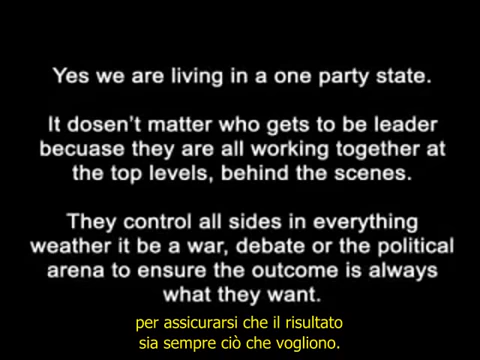 Yes we are living in a one party state.
It dosen't matter who gets to be leader
becuase they are all working together at
the top levels, behind the scenes.
They control all sides in everything
weather it be a war, debate or the political
arena to ensure the outcome is always
what they want.
per assicurarsi che il risultato
sia sempre ciò che vogliono.